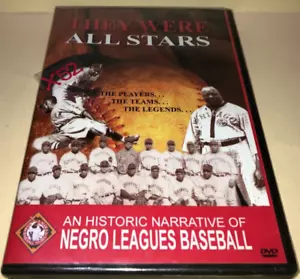 THEY WERE
ALL STARS
THE PLAYERS...
THE TEAMS...
THE LEGENDS...
AN HISTORIC NARRATIVE OF
NEGRO LEAGUES BASEBALL
DVD